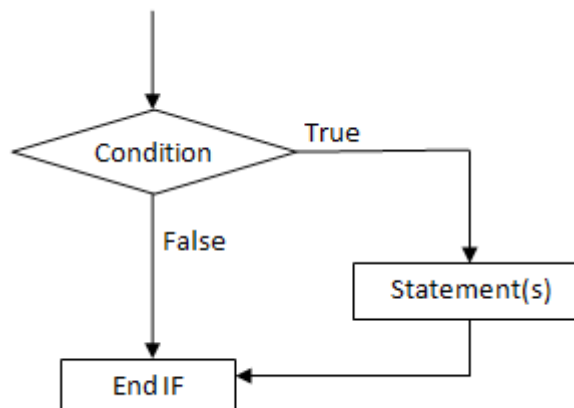 True
Condition
False
Statement(s)
End IF